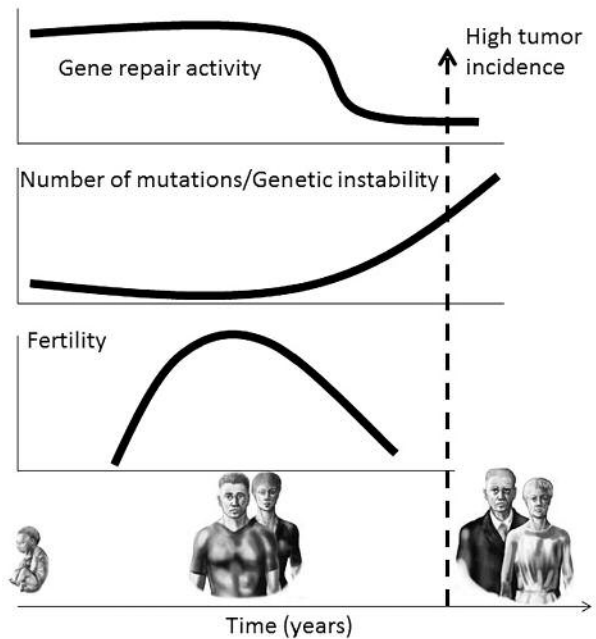 High tumor
incidence
Gene repair activity
Number of mutations/Genetic instability
Fertility
Time (years)